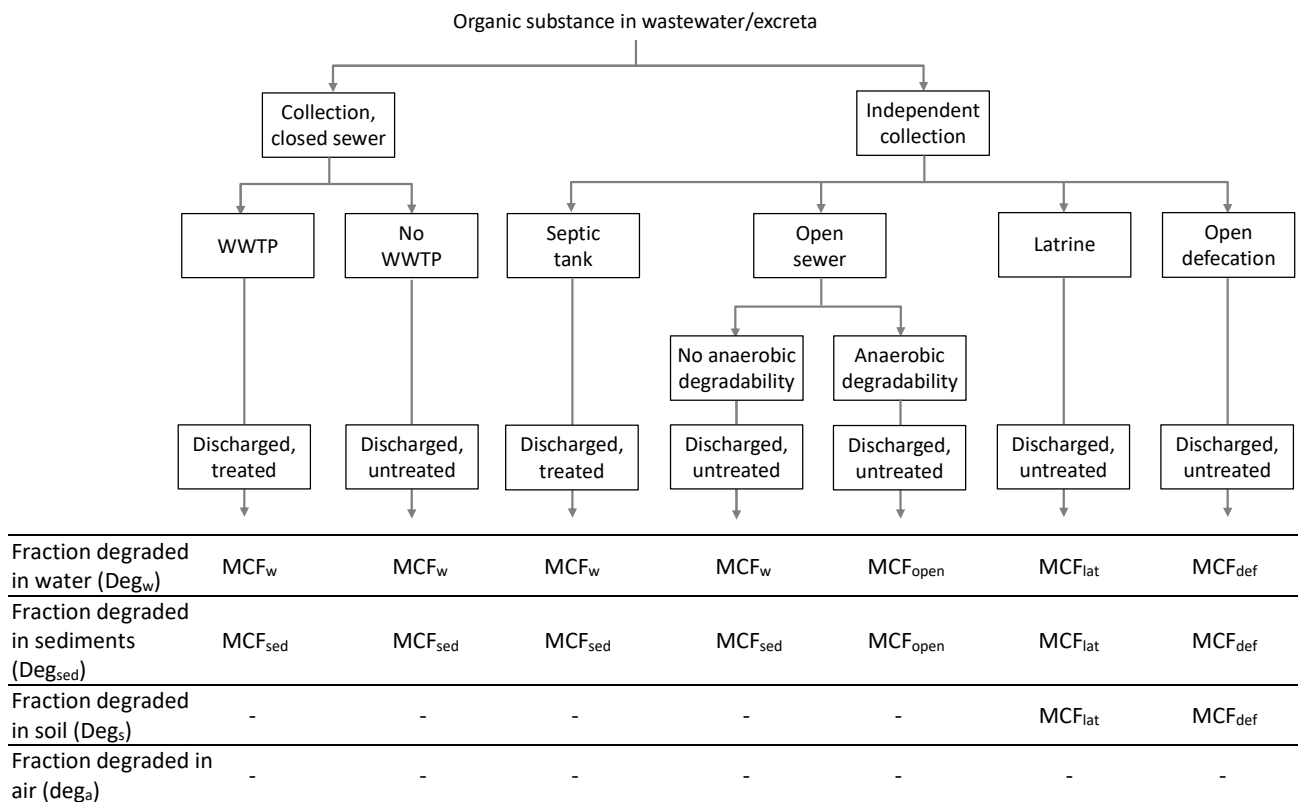 Organic substance in wastewater/excreta
Collection,
closed sewer
Independent
collection
WWTP
No
WWTP
Septic
tank
Open
sewer
Latrine
Open
defecation
No anaerobic
degradability
Anaerobic
degradability
Discharged,
treated
Discharged,
untreated
Discharged,
treated
Discharged,
untreated
Discharged,
untreated
Discharged,
untreated
Discharged,
untreated
Fraction degraded
in water (Degw)
MCFw MCFw MCFw MCFw MCFopen MCFlat MCFdef
Fraction degraded
in sediments
(Degsed)
MCFsed MCFsed MCFsed MCFsed MCFopen MCFlat MCFdef
Fraction degraded
in soil (Degs)
- - - - - MCFlat MCFdef
Fraction degraded in
air (dega)
- - - - - - -